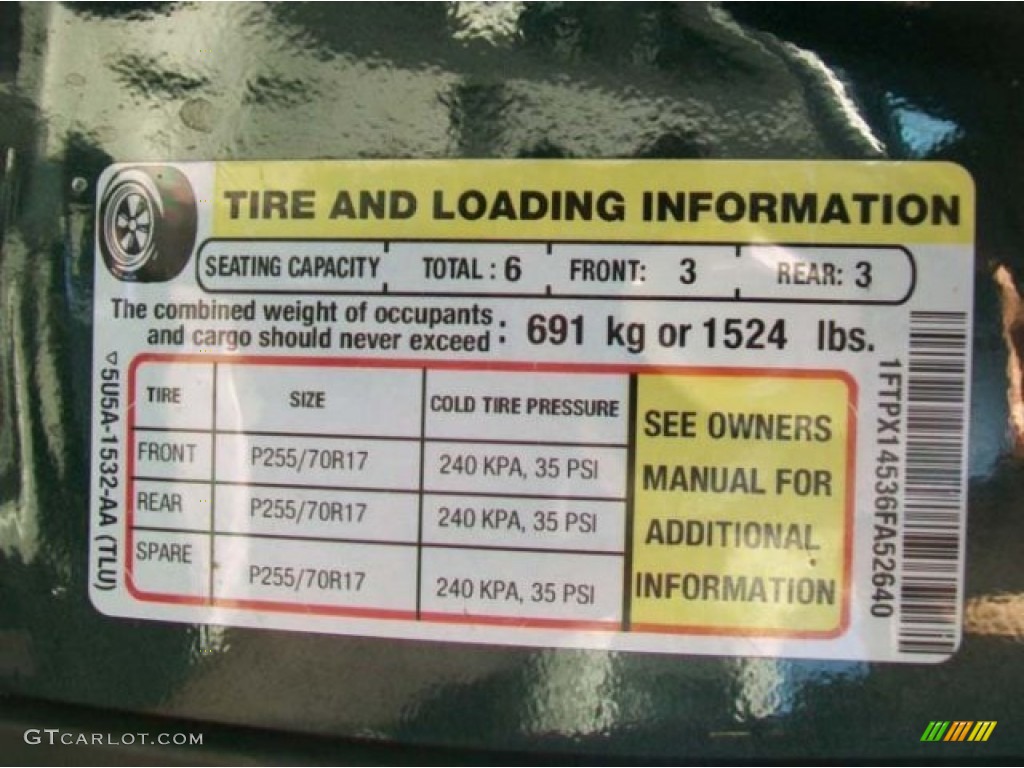 TIRE AND LOADING INFORMATION
SEATING CAPACITY TOTAL : 6 FRONT: 3 REAR: 3
The combined weight of occupants
and cargo should never exceed : 691 kg or 1524 lbs.
TIRE SIZE COLD TIRE PRESSURE
FRONT P255/70R17 240 KPA, 35 PSI
REAR P255/70R17 240 KPA, 35 PSI
SPARE P255/70R17 240 KPA, 35 PSI
SEE OWNERS
MANUAL FOR
ADDITIONAL
INFORMATION
5U5A-1532-AA (TLU)
1FTPX14536FA52640
GTCARLOT.COM